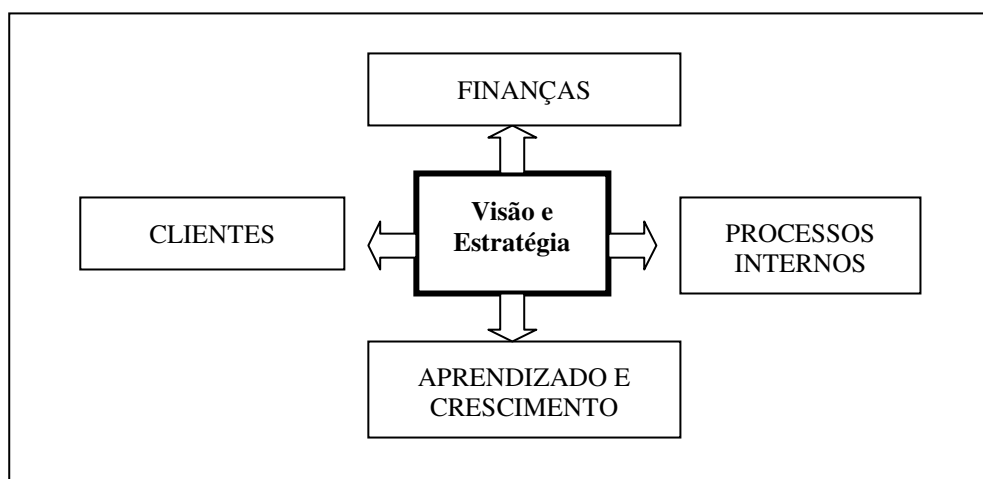 FINANÇAS
CLIENTES
Visão e
Estratégia
PROCESSOS
INTERNOS
APRENDIZADO E
CRESCIMENTO